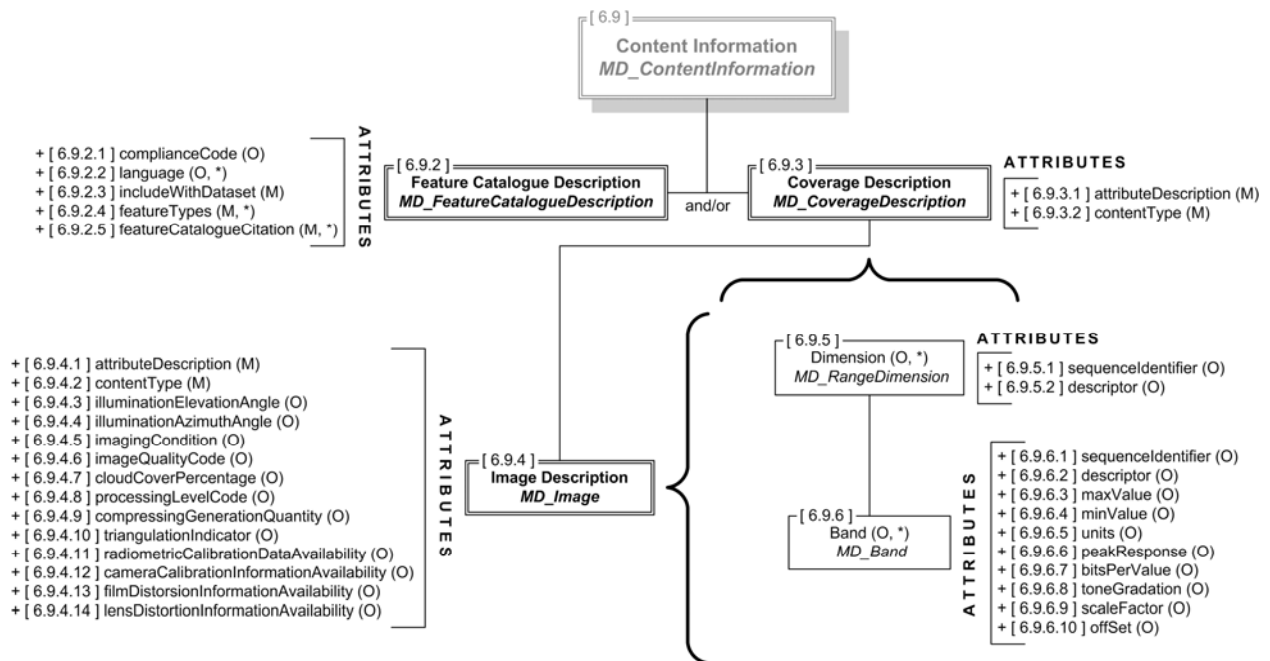 [ 6.9 ]
Content Information
MD_ContentInformation
ATTRIBUTES
+ [ 6.9.2.1 ] complianceCode (O)
+ [ 6.9.2.2 ] language (O, *)
+ [ 6.9.2.3 ] includeWithDataset (M)
+ [ 6.9.2.4 ] featureTypes (M, *)
+ [ 6.9.2.5 ] featureCatalogueCitation (M, *)
[ 6.9.2 ]
Feature Catalogue Description
MD_FeatureCatalogueDescription
and/or
[ 6.9.3 ]
Coverage Description
MD_CoverageDescription
ATTRIBUTES
+ [ 6.9.3.1 ] attributeDescription (M)
+ [ 6.9.3.2 ] contentType (M)
+ [ 6.9.4.1 ] attributeDescription (M)
+ [ 6.9.4.2 ] contentType (M)
+ [ 6.9.4.3 ] illuminationElevationAngle (O)
+ [ 6.9.4.4 ] illuminationAzimuthAngle (O)
+ [ 6.9.4.5 ] imagingCondition (O)
+ [ 6.9.4.6 ] imageQualityCode (O)
+ [ 6.9.4.7 ] cloudCoverPercentage (O)
+ [ 6.9.4.8 ] processingLevelCode (O)
+ [ 6.9.4.9 ] compressingGenerationQuantity (O)
+ [ 6.9.4.10 ] triangulationIndicator (O)
+ [ 6.9.4.11 ] radiometricCalibrationDataAvailability (O)
+ [ 6.9.4.12 ] cameraCalibrationInformationAvailability (O)
+ [ 6.9.4.13 ] filmDistorsionInformationAvailability (O)
+ [ 6.9.4.14 ] lensDistortionInformationAvailability (O)
ATTRIBUTES
[ 6.9.4 ]
Image Description
MD_Image
[ 6.9.5 ]
Dimension (O, *)
MD_RangeDimension
ATTRIBUTES
+ [ 6.9.5.1 ] sequenceIdentifier (O)
+ [ 6.9.5.2 ] descriptor (O)
[ 6.9.6 ]
Band (O, *)
MD_Band
ATTRIBUTES
+ [ 6.9.6.1 ] sequenceIdentifier (O)
+ [ 6.9.6.2 ] descriptor (O)
+ [ 6.9.6.3 ] maxValue (O)
+ [ 6.9.6.4 ] minValue (O)
+ [ 6.9.6.5 ] units (O)
+ [ 6.9.6.6 ] peakResponse (O)
+ [ 6.9.6.7 ] bitsPerValue (O)
+ [ 6.9.6.8 ] toneGradation (O)
+ [ 6.9.6.9 ] scaleFactor (O)
+ [ 6.9.6.10 ] offSet (O)